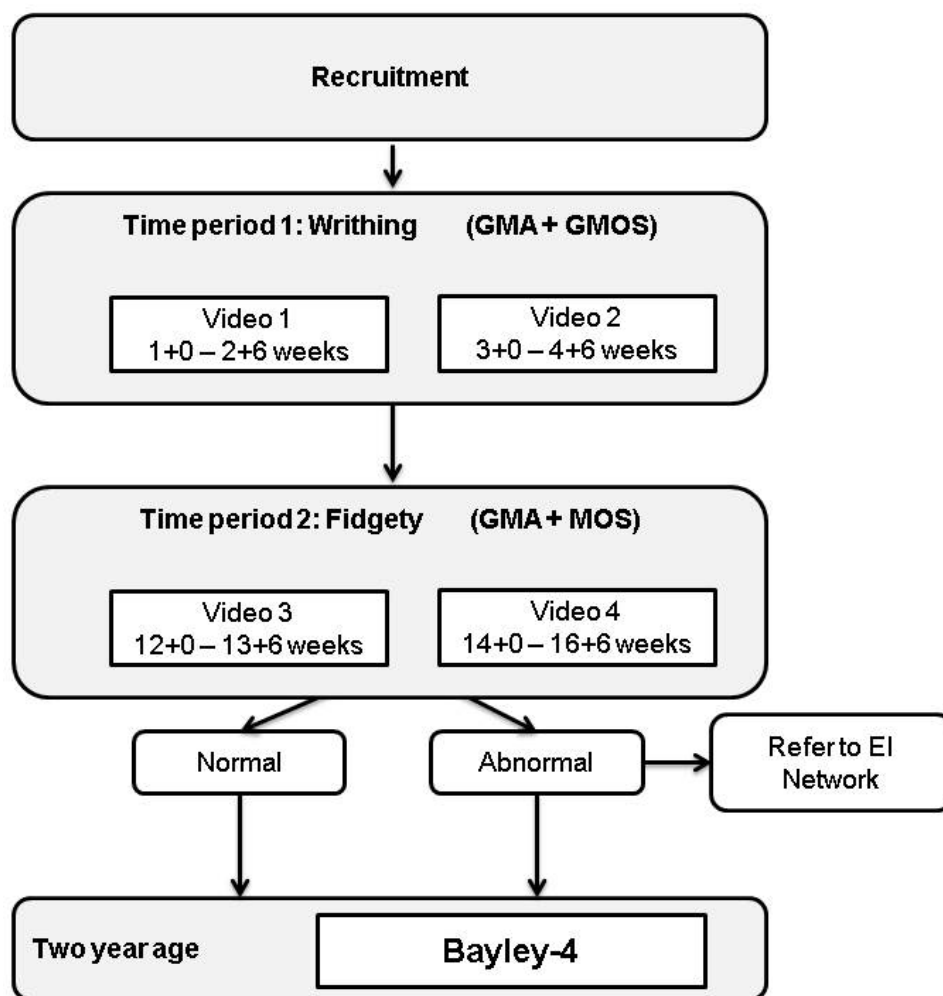 Recruitment
Time period 1: Writhing (GMA + GMOS)
Video 1
1+0 – 2+6 weeks
Video 2
3+0 – 4+6 weeks
Time period 2: Fidgety (GMA + MOS)
Video 3
12+0 – 13+6 weeks
Video 4
14+0 – 16+6 weeks
Normal
Abnormal
Refer to EI
Network
Two year age
Bayley-4